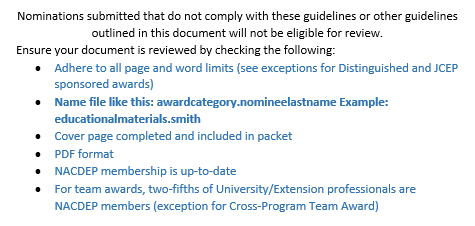 Nominations submitted that do not comply with these guidelines or other guidelines
outlined in this document will not be eligible for review.
Ensure your document is reviewed by checking the following:
• Adhere to all page and word limits (see exceptions for Distinguished and JCEP
sponsored awards)
• Name file like this: awardcategory.nomineelastname Example:
educationalmaterials.smith
• Cover page completed and included in packet
• PDF format
• NACDEP membership is up-to-date
• For team awards, two-fifths of University/Extension professionals are
NACDEP members (exception for Cross-Program Team Award)